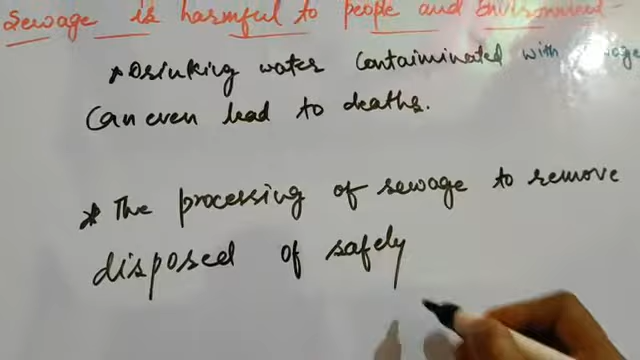 Sewage is harmful to people and Environment
* Drinking water contaiminated with
Can even lead to deaths.
* The processing of sewage to remove
disposed of safely